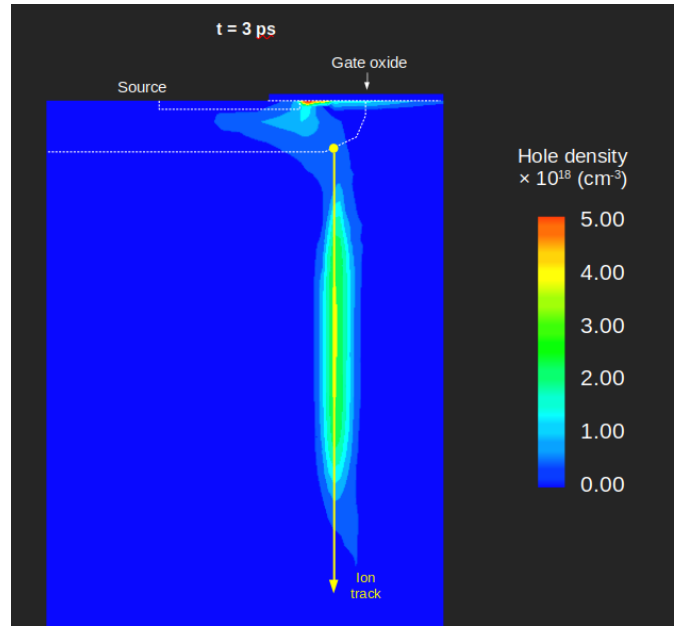 t = 3 ps
Gate oxide
Source
Hole density
× 10¹⁸ (cm⁻³)
5.00
4.00
3.00
2.00
1.00
0.00
Ion
track